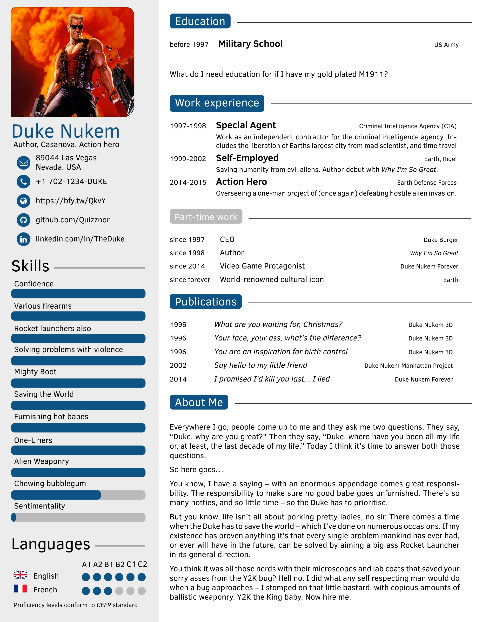 Duke Nukem
Author, Casanova, Action hero
89044 Las Vegas
Nevada, USA
+1 702-1234-DUKE
https://bfy.tw/QkvY
github.com/Quizznor
linkedin.com/in/TheDuke
Skills
Confidence
Various firearms
Rocket launchers also
Solving problems with violence
Mighty Boot
Saving the World
Furnishing hot babes
One-Liners
Alien Weaponry
Chewing bubblegum
Sentimentality
Languages
A1 A2 B1 B2 C1 C2
English
French
Proficiency levels conform to CEFR standard
Education
before 1997 Military School US Army
What do I need education for if I have my gold plated M1911?
Work experience
1997-1998 Special Agent Criminal Intelligence Agency (CIA)
Work as an independent contractor for the criminal intelligence agency. In-
cludes the liberation of Earths largest city from mad scientist, and time travel
1999-2002 Self-Employed Earth, Rigel
Saving humanity from evil aliens. Author debut with Why I'm So Great.
2014-2015 Action Hero Earth Defense Forces
Overseeing a one-man project of (once again) defeating hostile alien invasion.
Part-time work
since 1997 CEO Duke Burger
since 1998 Author Why I'm So Great
since 2014 Video Game Protagonist Duke Nukem Forever
since forever World-renowned cultural icon Earth
Publications
1996 What are you waiting for, Christmas? Duke Nukem 3D
1996 Your face, your ass, what's the difference? Duke Nukem 3D
1996 You are an inspiration for birth control Duke Nukem 3D
2002 Say hello to my little friend Duke Nukem Manhattan Project
2014 I promised I'd kill you last... I lied Duke Nukem Forever
About Me
Everywhere I go, people come up to me and they ask me two questions. They say,
"Duke, why are you great?" Then they say, "Duke, where have you been all my life
or, at least, the last decade of my life." Today I think it's time to answer both those
questions.
So here goes...
You know, I have a saying – with an enormous appendage comes great responsi-
bility. The responsibility to make sure no good babe goes unfurnished. There's so
many hotties, and so little time – so the Duke has to prioritise.
But you know, life isn't all about porking pretty ladies, no sir. There comes a time
when the Duke has to save the world – which I've done on numerous occasions. If my
existence has proven anything it's that every single problem mankind has ever had,
or ever will have in the future, can be solved by aiming a big ass Rocket Launcher
in its general direction.
You think it was all those nerds with their microscopes and lab coats that saved your
sorry asses from the Y2K bug? Hell no. I did what any self respecting man would do
when a bug approaches – I stomped on that little bastard, with copious amounts of
ballistic weaponry. Y2K the King baby. Now hire me.